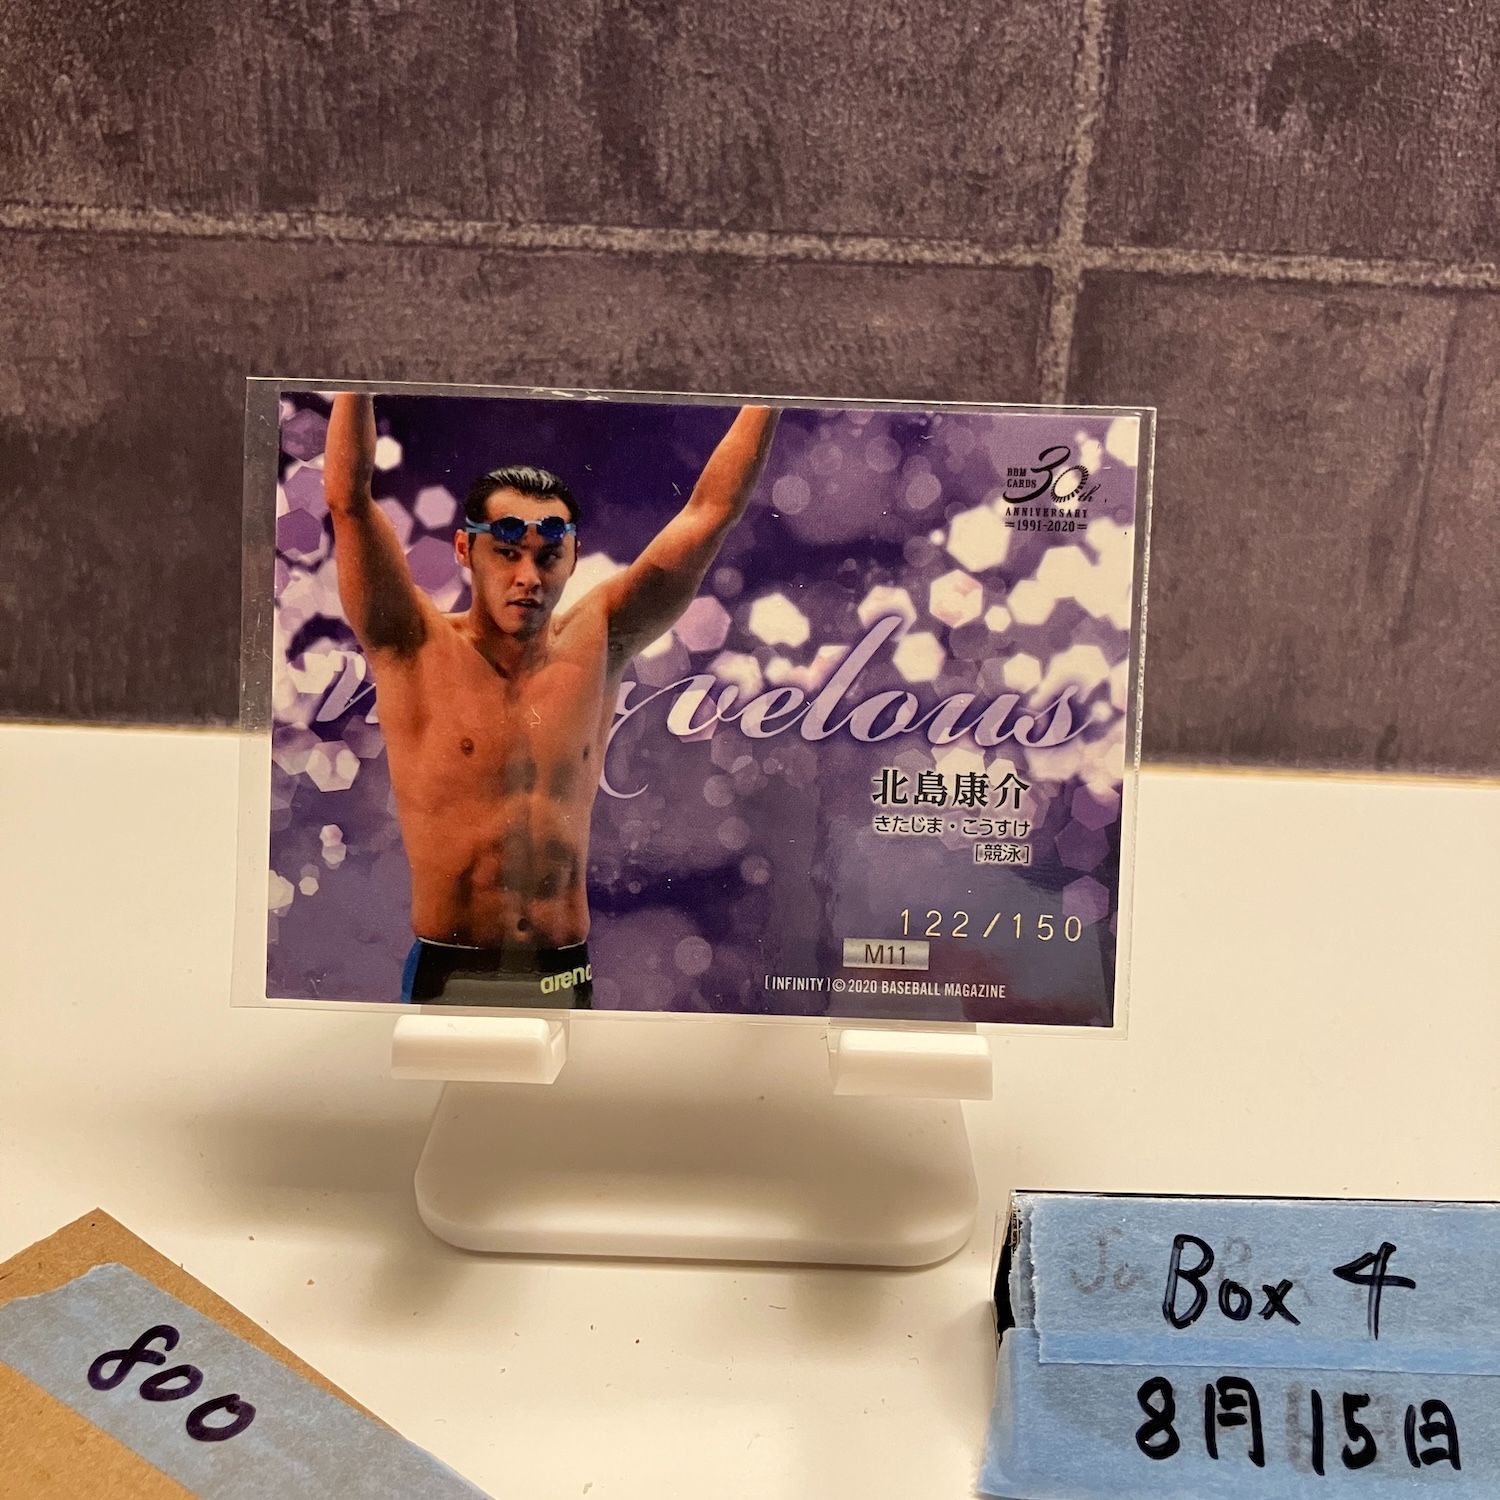 BBM
CARDS
30th
ANNIVERSARY
=1991-2020=
marvelous
北島康介
きたじま・こうすけ
[競泳]
122/150
M11
[INFINITY]© 2020 BASEBALL MAGAZINE
arena
Box 4
8月15日
800